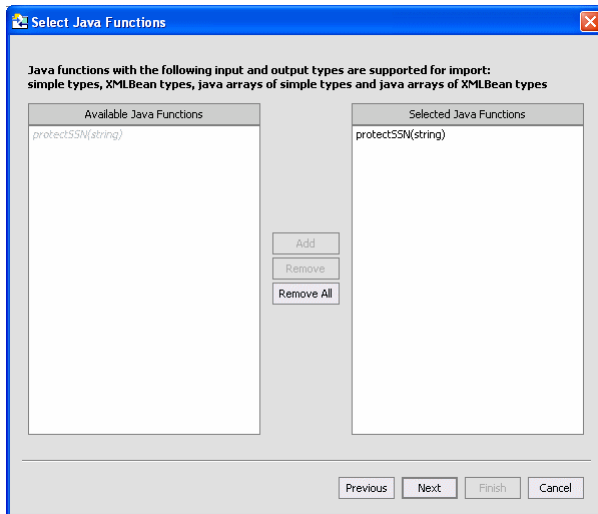 Select Java Functions
Java functions with the following input and output types are supported for import:
simple types, XMLBean types, java arrays of simple types and java arrays of XMLBean types
Available Java Functions
Selected Java Functions
protectSSN(string)
protectSSN(string)
Add
Remove
Remove All
Previous
Next
Finish
Cancel